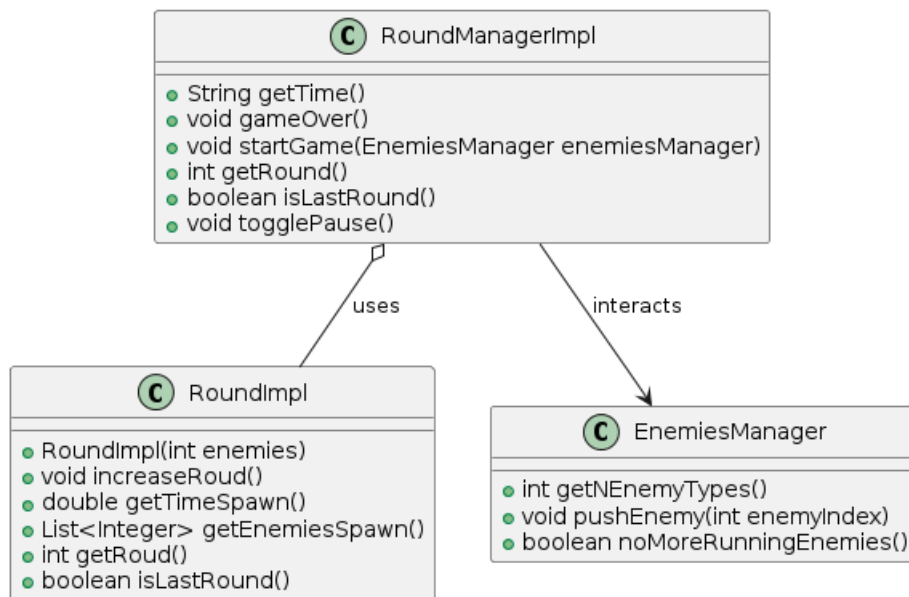 C RoundManagerImpl
String getTime()
void gameOver()
void startGame(EnemiesManager enemiesManager)
int getRound()
boolean isLastRound()
void togglePause()
uses
interacts
C RoundImpl
RoundImpl(int enemies)
void increaseRoud()
double getTimeSpawn()
List<Integer> getEnemiesSpawn()
int getRoud()
boolean isLastRound()
C EnemiesManager
int getNEnemyTypes()
void pushEnemy(int enemyIndex)
boolean noMoreRunningEnemies()